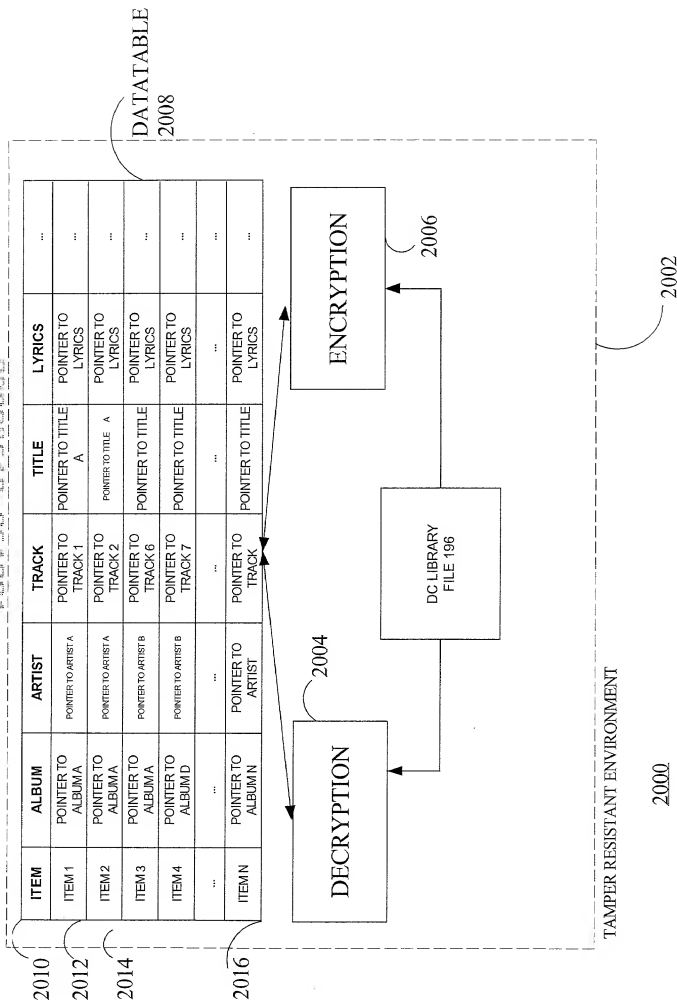 DATATABLE
2008
ITEM ALBUM ARTIST TRACK TITLE LYRICS ...
ITEM 1 POINTER TO ALBUM A POINTER TO ARTIST A POINTER TO TRACK 1 POINTER TO TITLE A POINTER TO LYRICS ...
ITEM 2 POINTER TO ALBUM A POINTER TO ARTIST A POINTER TO TRACK 2 POINTER TO TITLE A POINTER TO LYRICS ...
ITEM 3 POINTER TO ALBUM A POINTER TO ARTIST B POINTER TO TRACK 6 POINTER TO TITLE POINTER TO LYRICS ...
ITEM 4 POINTER TO ALBUM D POINTER TO ARTIST B POINTER TO TRACK 7 POINTER TO TITLE POINTER TO LYRICS ...
... ... ... ... ... ... ...
ITEM N POINTER TO ALBUM N POINTER TO ARTIST POINTER TO TRACK POINTER TO TITLE POINTER TO LYRICS ...
2010
2012
2014
2016
DECRYPTION
2004
ENCRYPTION
2006
DC LIBRARY
FILE 196
TAMPER RESISTANT ENVIRONMENT
2002
2000